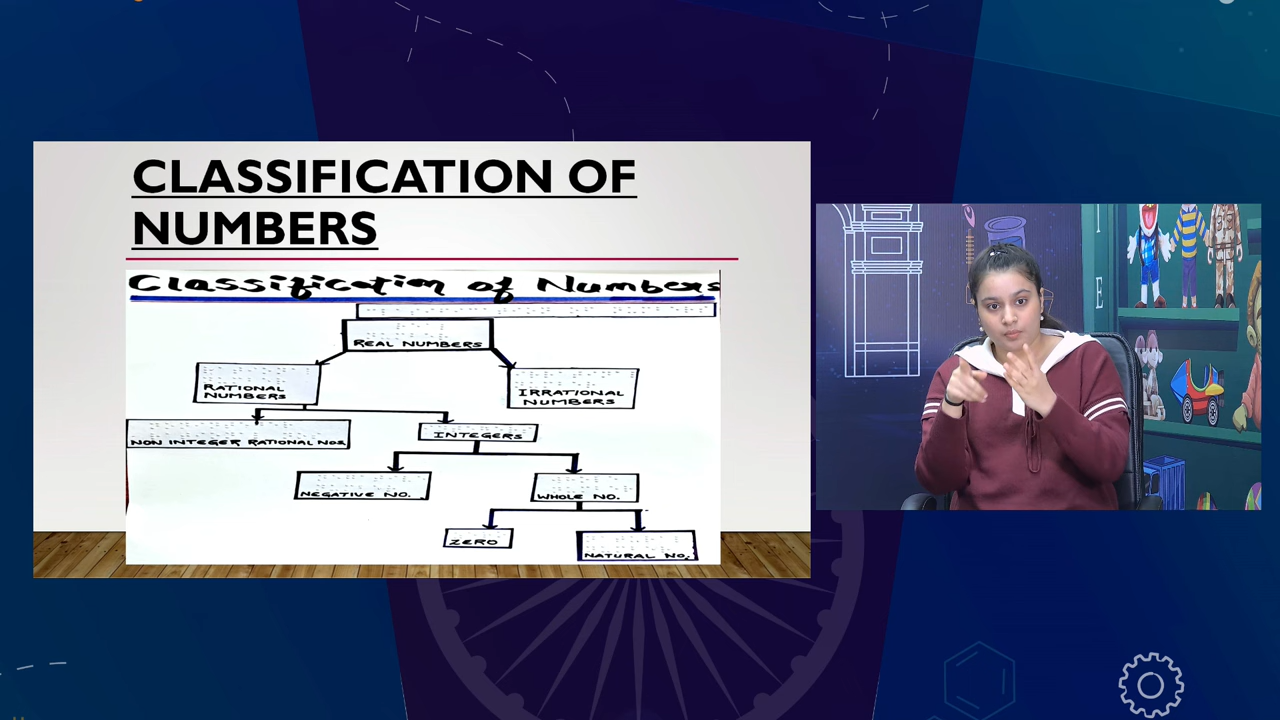 CLASSIFICATION OF
NUMBERS
Classification of Numbers
REAL NUMBERS
RATIONAL
NUMBERS
IRRATIONAL
NUMBERS
NON INTEGER RATIONAL NOS.
INTEGERS
NEGATIVE NO.
WHOLE NO.
ZERO
NATURAL NO.